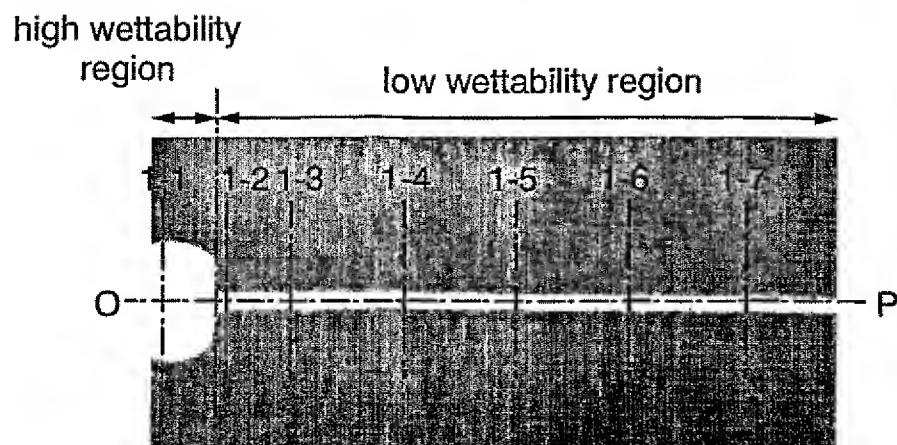 high wettability
region
low wettability region
1-1 1-2 1-3 1-4 1-5 1-6 1-7
O P